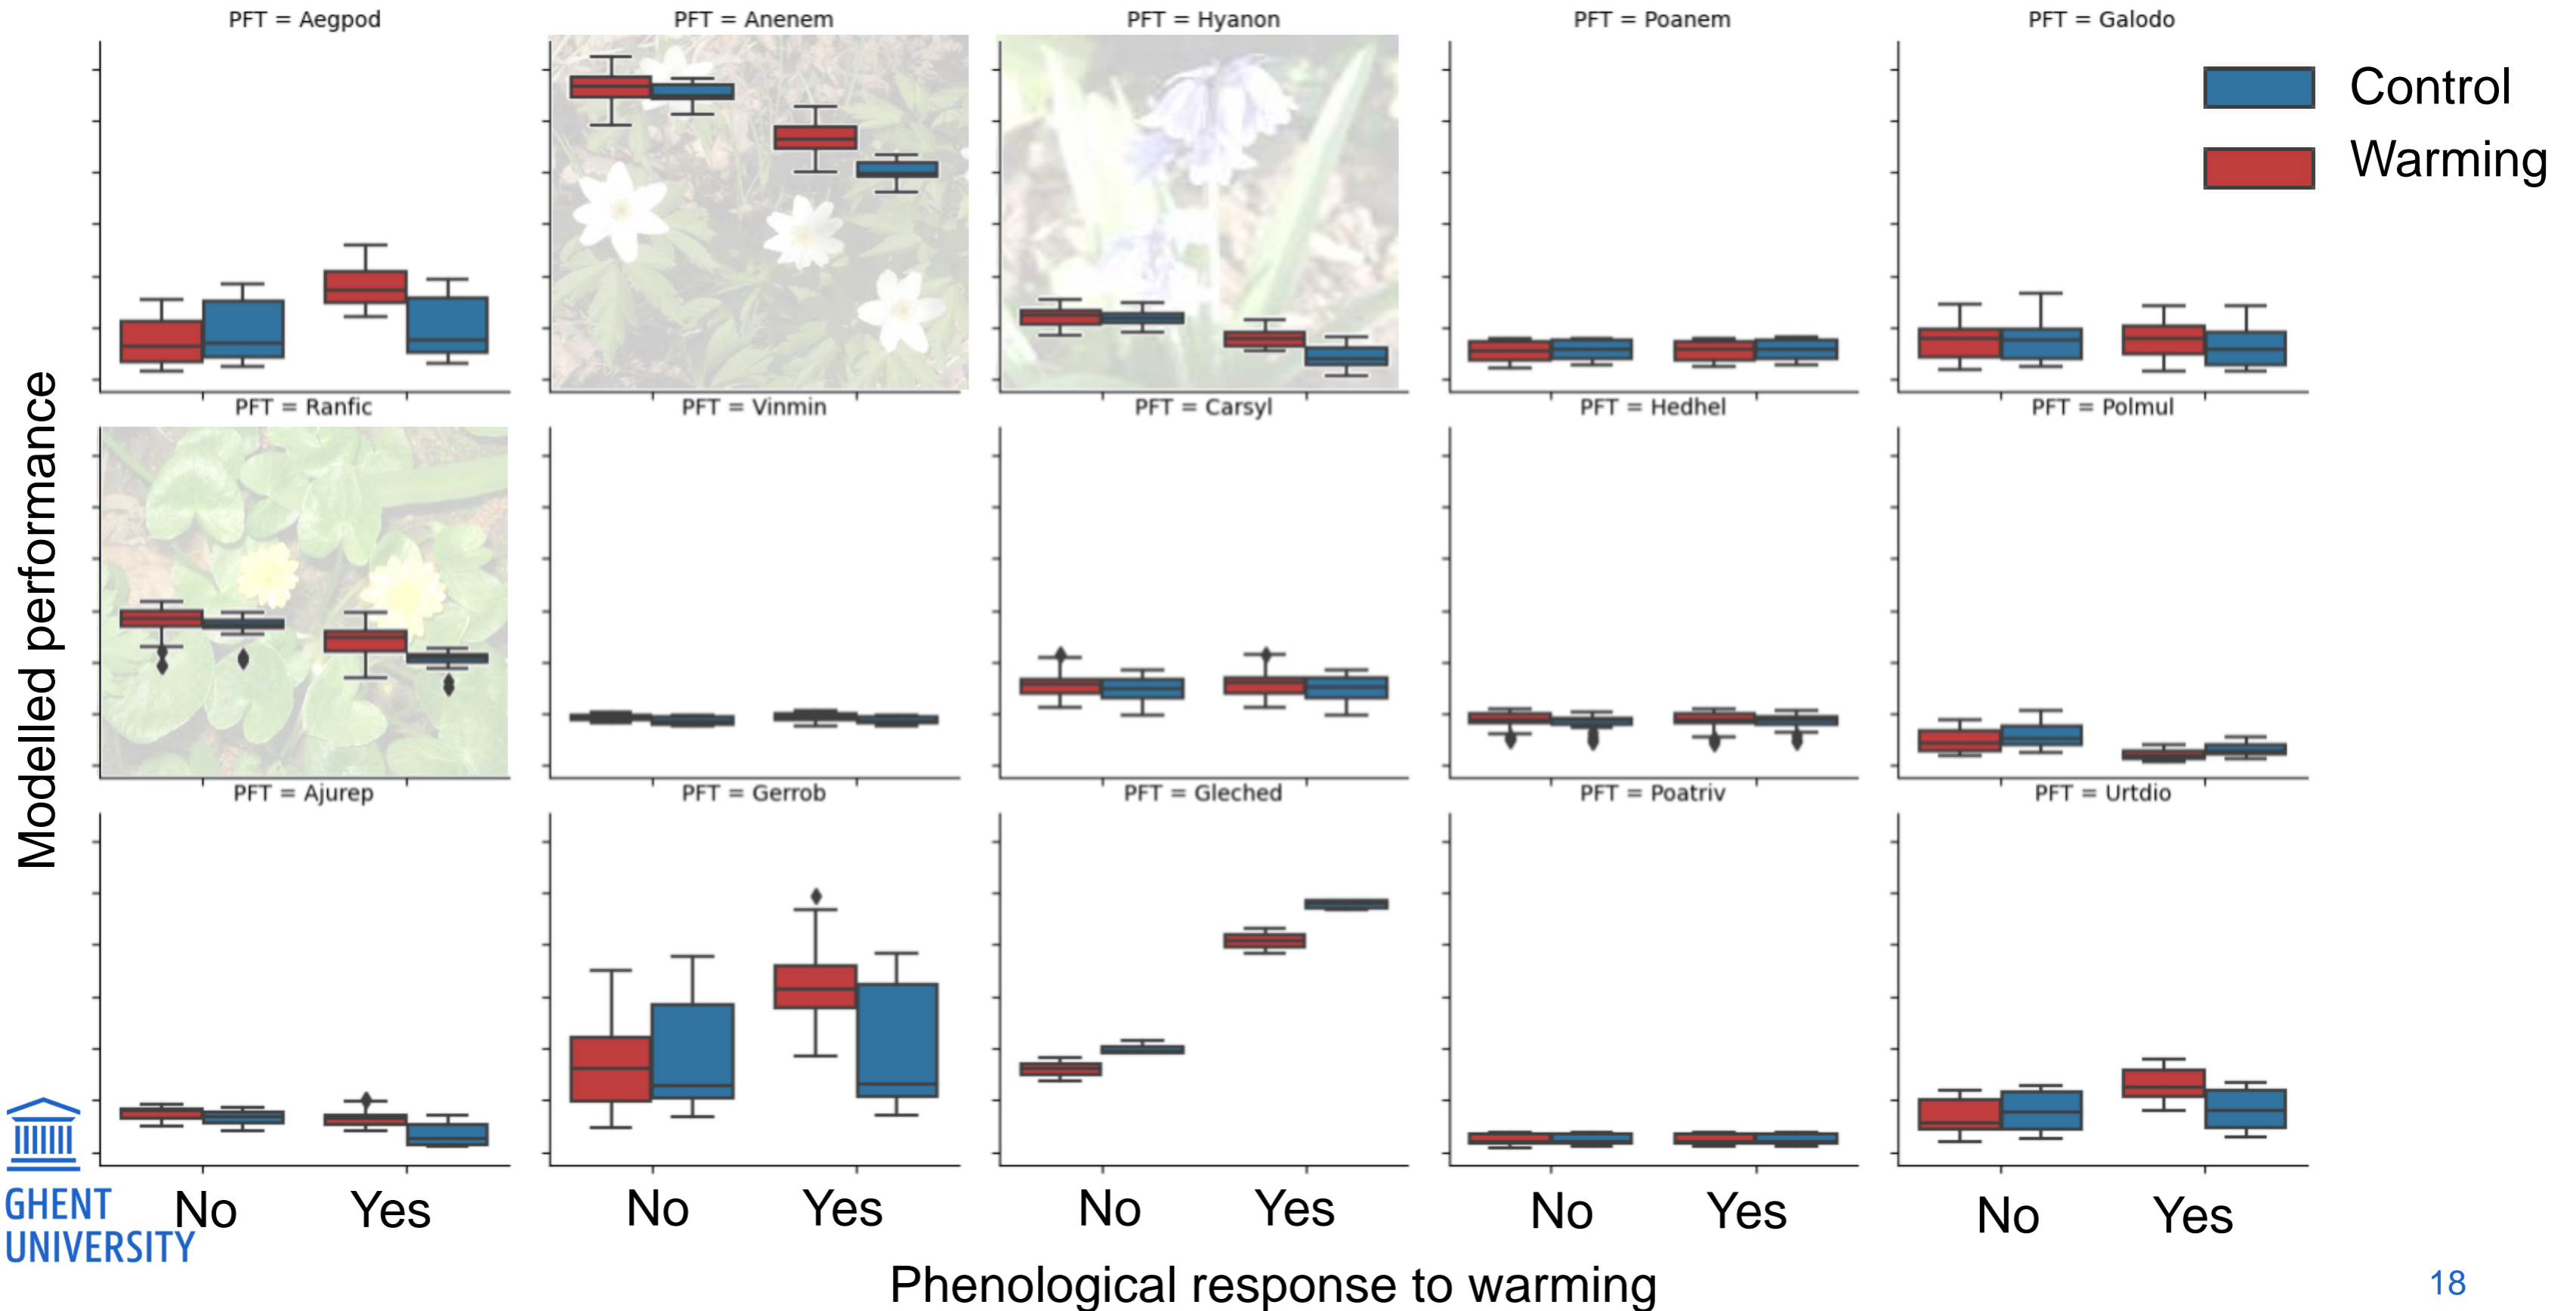 PFT = Aegpod
PFT = Anenem
PFT = Hyanon
PFT = Poanem
PFT = Galodo
Control
Warming
PFT = Ranfic
PFT = Vinmin
PFT = Carsyl
PFT = Hedhel
PFT = Polmul
Modelled performance
PFT = Ajurep
PFT = Gerrob
PFT = Gleched
PFT = Poatriv
PFT = Urtdio
No
Yes
No
Yes
No
Yes
No
Yes
No
Yes
GHENT
UNIVERSITY
Phenological response to warming
18